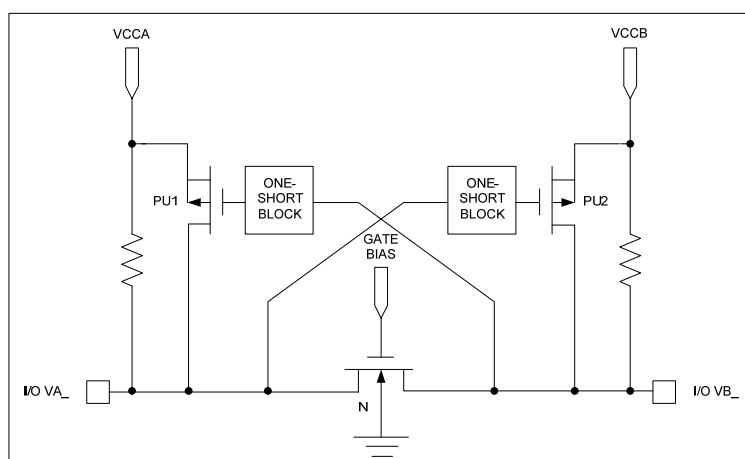 VCCA
VCCB
PU1
ONE-
SHORT
BLOCK
ONE-
SHORT
BLOCK
PU2
GATE
BIAS
I/O VA_
N
I/O VB_